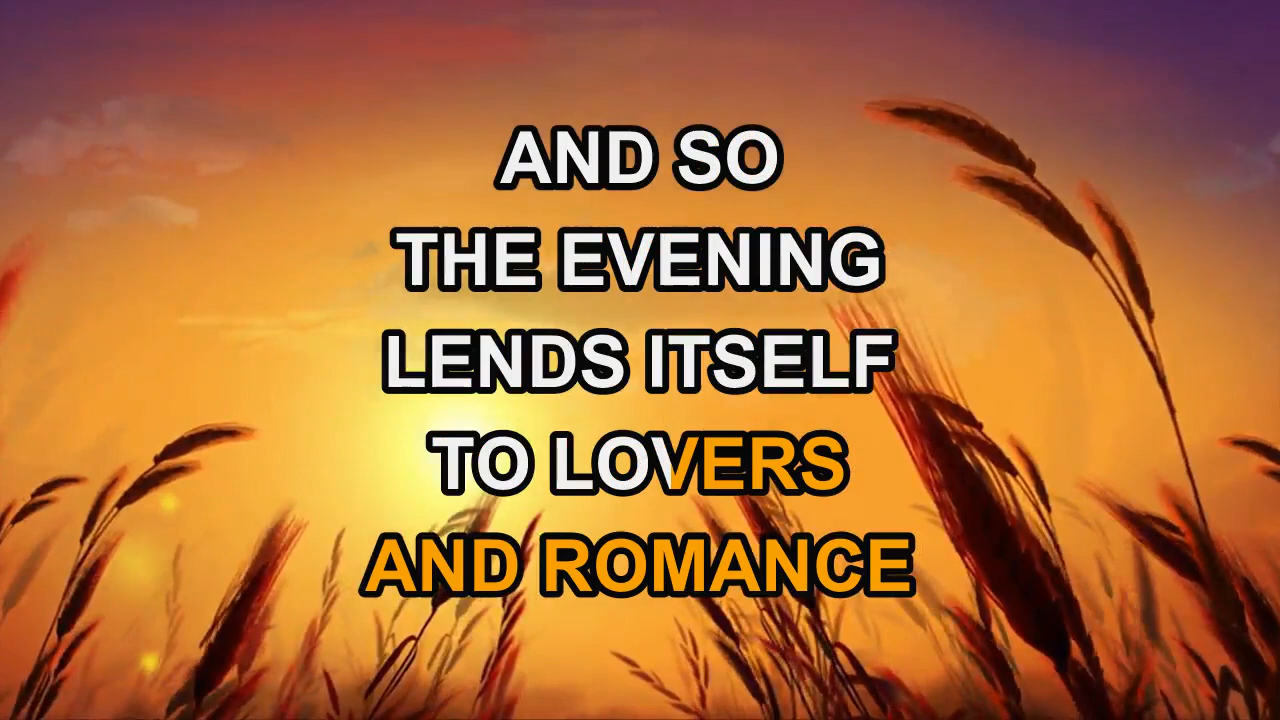 AND SO
THE EVENING
LENDS ITSELF
TO LOVERS
AND ROMANCE